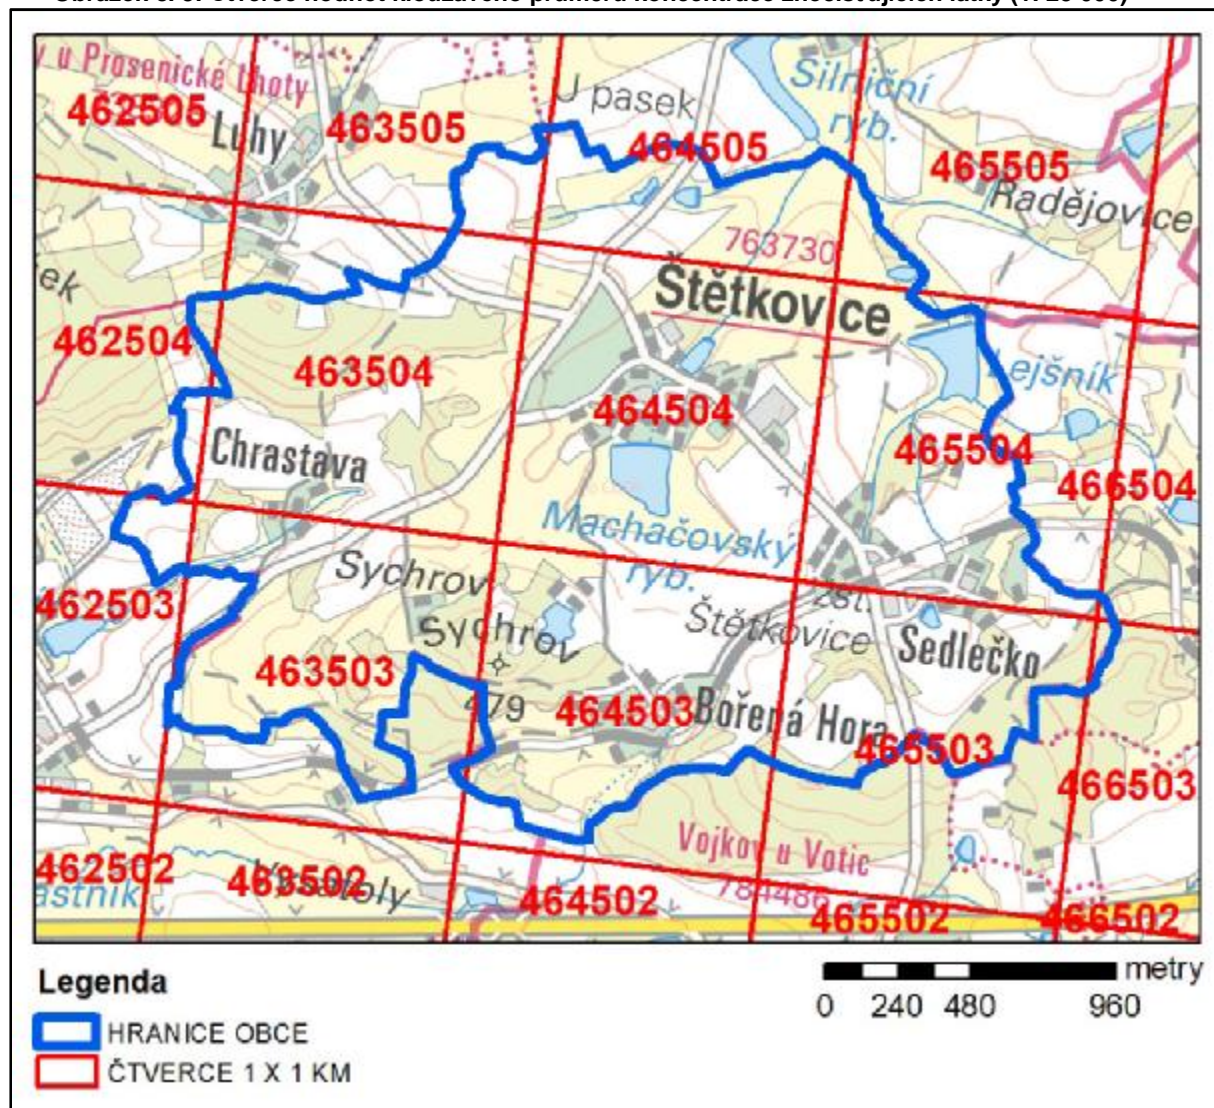 y u Prosenické Lhoty
462505
Luhy
463505
J pasek
464505
Silniční
ryb.
465505
Radějovice
763730
Štětkovice
462504
463504
464504
Lejšník
465504
466504
Chrastava
Machačovský
ryb.
Sychrov
Sychrov
479
462503
463503
464503
zst.
Štětkovice
Sedlečko
Bořená Hora
465503
466503
Vojkov u Votic
784486
462502
463502
464502
465502
466502
Legenda
HRANICE OBCE
ČTVERCE 1 X 1 KM
metry
0 240 480 960